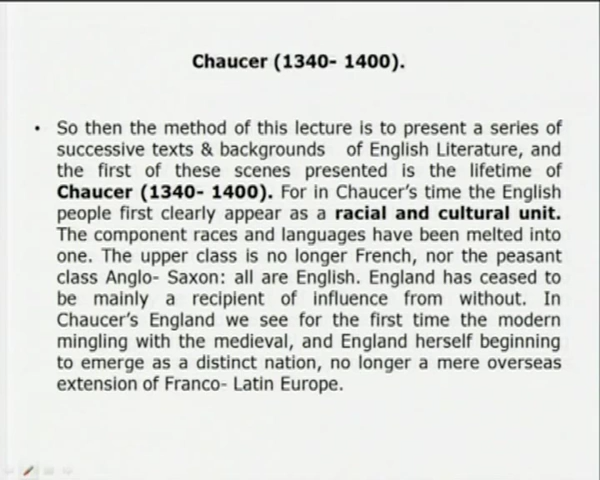 Chaucer (1340- 1400).
• So then the method of this lecture is to present a series of
successive texts & backgrounds of English Literature, and
the first of these scenes presented is the lifetime of
Chaucer (1340- 1400). For in Chaucer's time the English
people first clearly appear as a racial and cultural unit.
The component races and languages have been melted into
one. The upper class is no longer French, nor the peasant
class Anglo- Saxon: all are English. England has ceased to
be mainly a recipient of influence from without. In
Chaucer's England we see for the first time the modern
mingling with the medieval, and England herself beginning
to emerge as a distinct nation, no longer a mere overseas
extension of Franco- Latin Europe.